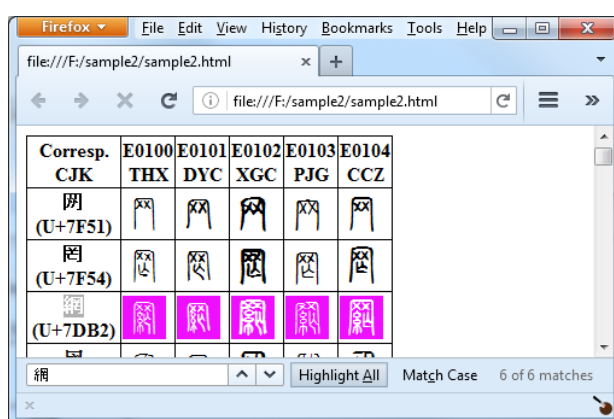 Firefox File Edit View History Bookmarks Tools Help
file:///F:/sample2/sample2.html × +
file:///F:/sample2/sample2.html
Corresp. CJK E0100 THX E0101 DYC E0102 XGC E0103 PJG E0104 CCZ
网
(U+7F51)
罔
(U+7F54)
網
(U+7DB2)
網 Highlight All Match Case 6 of 6 matches